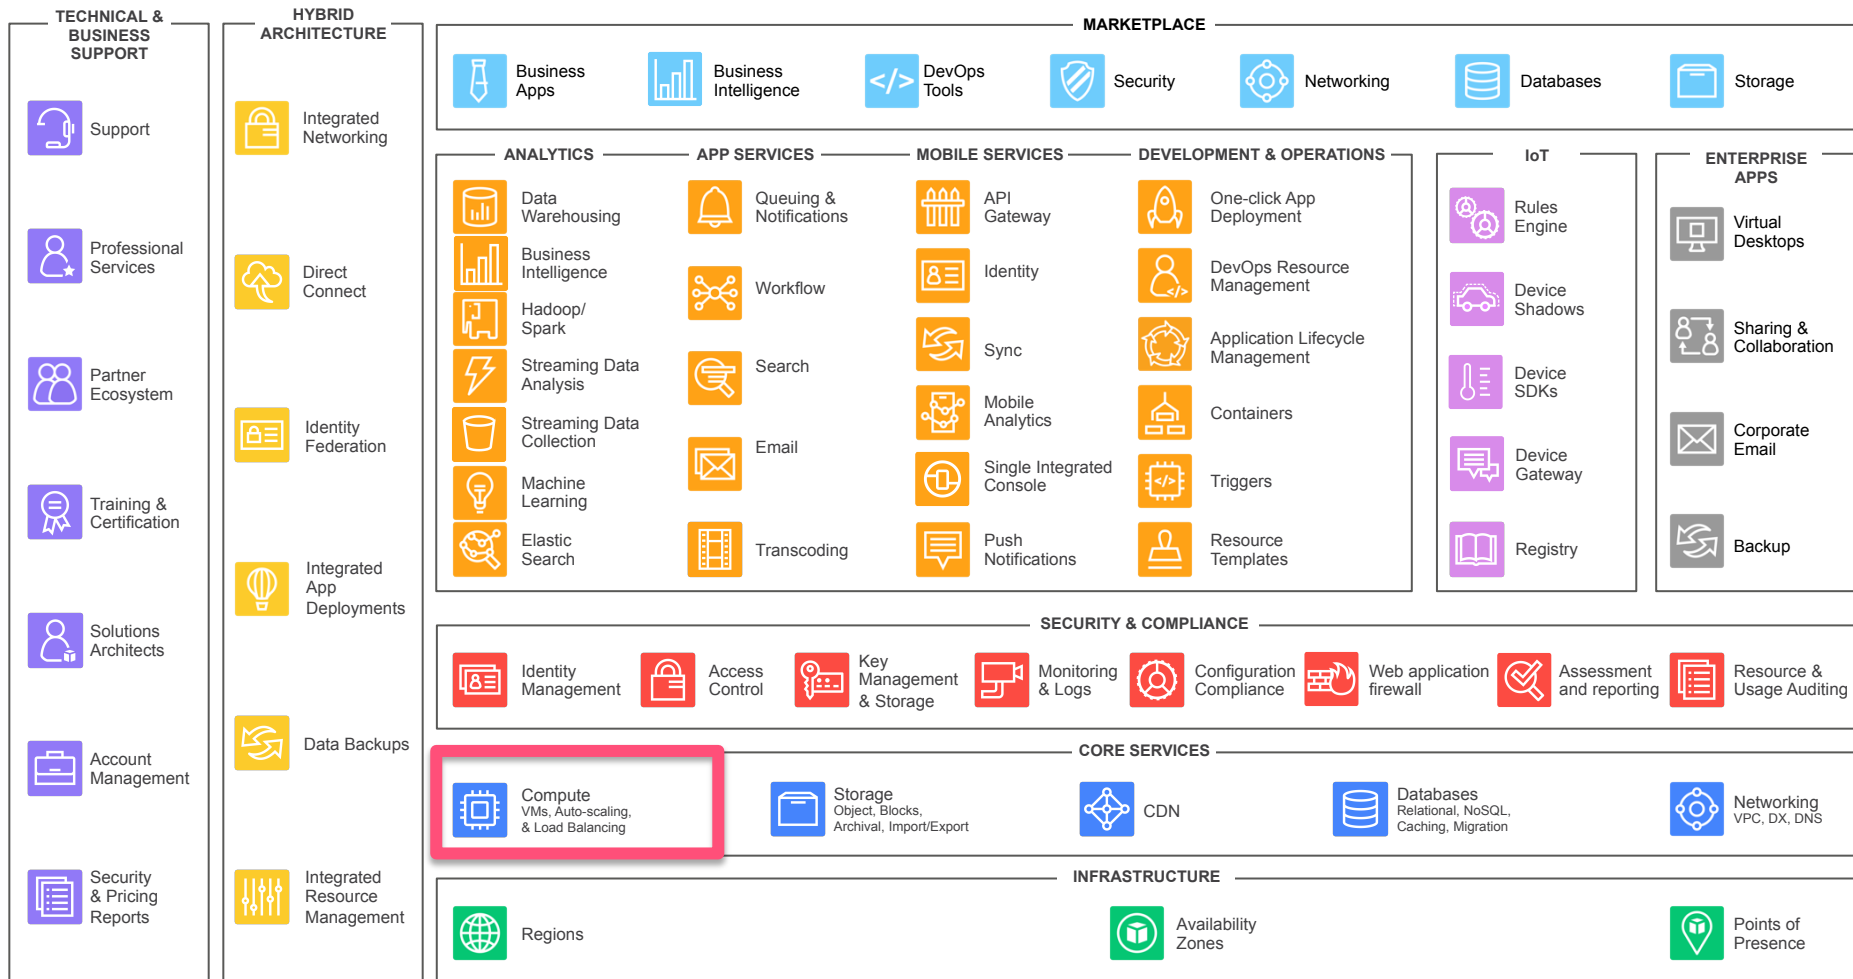 TECHNICAL &
BUSINESS
SUPPORT
Support
Professional
Services
Partner
Ecosystem
Training &
Certification
Solutions
Architects
Account
Management
Security
& Pricing
Reports
HYBRID
ARCHITECTURE
Integrated
Networking
Direct
Connect
Identity
Federation
Integrated
App
Deployments
Data Backups
Integrated
Resource
Management
MARKETPLACE
Business
Apps
Business
Intelligence
</>
DevOps
Tools
Security
Networking
Databases
Storage
ANALYTICS
Data
Warehousing
Business
Intelligence
Hadoop/
Spark
Streaming Data
Analysis
Streaming Data
Collection
Machine
Learning
Elastic
Search
APP SERVICES
Queuing &
Notifications
Workflow
Search
Email
Transcoding
MOBILE SERVICES
API
Gateway
Identity
Sync
Mobile
Analytics
Single Integrated
Console
Push
Notifications
DEVELOPMENT & OPERATIONS
One-click App
Deployment
DevOps Resource
Management
</>
Application Lifecycle
Management
Containers
Triggers
</>
Resource
Templates
IoT
Rules
Engine
Device
Shadows
Device
SDKs
Device
Gateway
Registry
ENTERPRISE
APPS
Virtual
Desktops
Sharing &
Collaboration
Corporate
Email
Backup
SECURITY & COMPLIANCE
Identity
Management
Access
Control
Key
Management
& Storage
Monitoring
& Logs
Configuration
Compliance
Web application
firewall
Assessment
and reporting
Resource &
Usage Auditing
CORE SERVICES
Compute
VMs, Auto-scaling,
& Load Balancing
Storage
Object, Blocks,
Archival, Import/Export
CDN
Databases
Relational, NoSQL,
Caching, Migration
Networking
VPC, DX, DNS
INFRASTRUCTURE
Regions
Availability
Zones
Points of
Presence